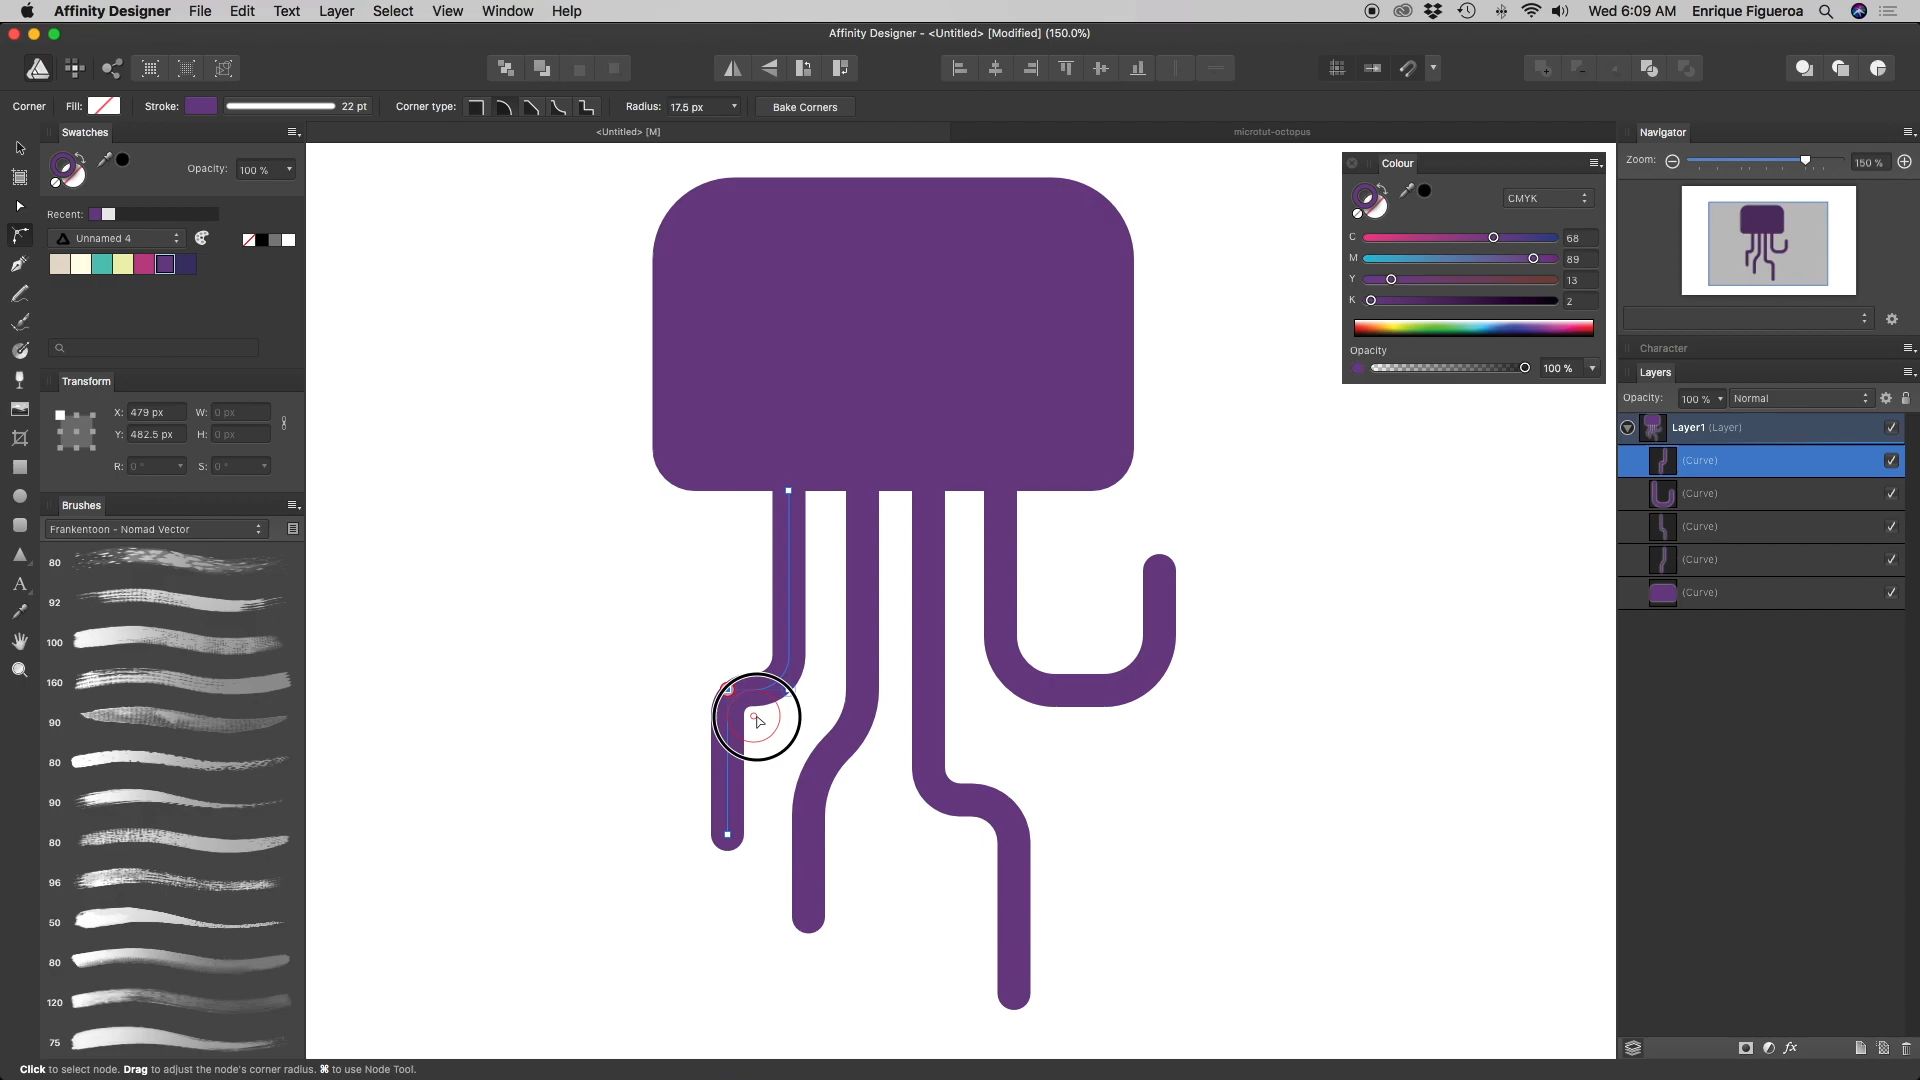 Affinity Designer File Edit Text Layer Select View Window Help Wed 6:09 AM Enrique Figueroa
Affinity Designer - <Untitled> [Modified] (150.0%)
Corner Fill: Stroke: 22 pt Corner type: Radius: 17.5 px Bake Corners
Swatches
<Untitled> [M]
microtut-octopus
Navigator
Opacity: 100 %
Recent:
Unnamed 4
Colour
CMYK
C 68
M 89
Y 13
K 2
Opacity
100 %
Zoom: 150 %
Character
Layers
Opacity: 100 % Normal
Layer1 (Layer)
(Curve)
(Curve)
(Curve)
(Curve)
(Curve)
Transform
X: 479 px W: 0 px
Y: 482.5 px H: 0 px
R: 0 ° S: 0 °
Brushes
Frankentoon - Nomad Vector
80
92
100
160
90
80
90
80
96
50
80
120
75
A
fx
Click to select node. Drag to adjust the node's corner radius. ⌘ to use Node Tool.